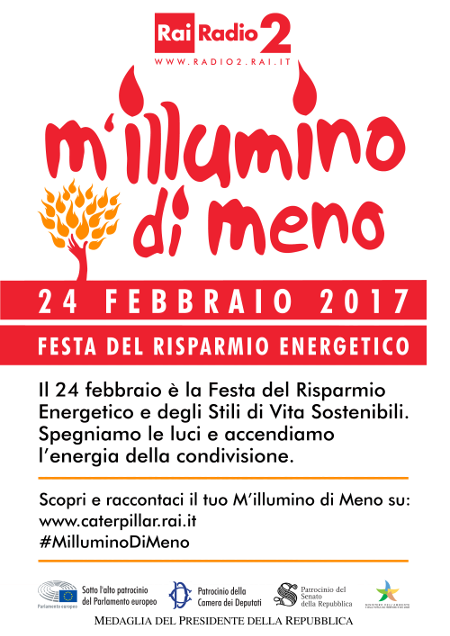 Rai Radio 2
WWW.RADIO2.RAI.IT
m'illumino
di meno
24 FEBBRAIO 2017
FESTA DEL RISPARMIO ENERGETICO
Il 24 febbraio è la Festa del Risparmio
Energetico e degli Stili di Vita Sostenibili.
Spegniamo le luci e accendiamo
l'energia della condivisione.
Scopri e raccontaci il tuo M'illumino di Meno su:
www.caterpillar.rai.it
#MilluminoDiMeno
Parlamento europeo
Sotto l'alto patrocinio
del Parlamento europeo
Patrocinio della
Camera dei Deputati
Patrocinio del
Senato
della Repubblica
MEDAGLIA DEL PRESIDENTE DELLA REPUBBLICA